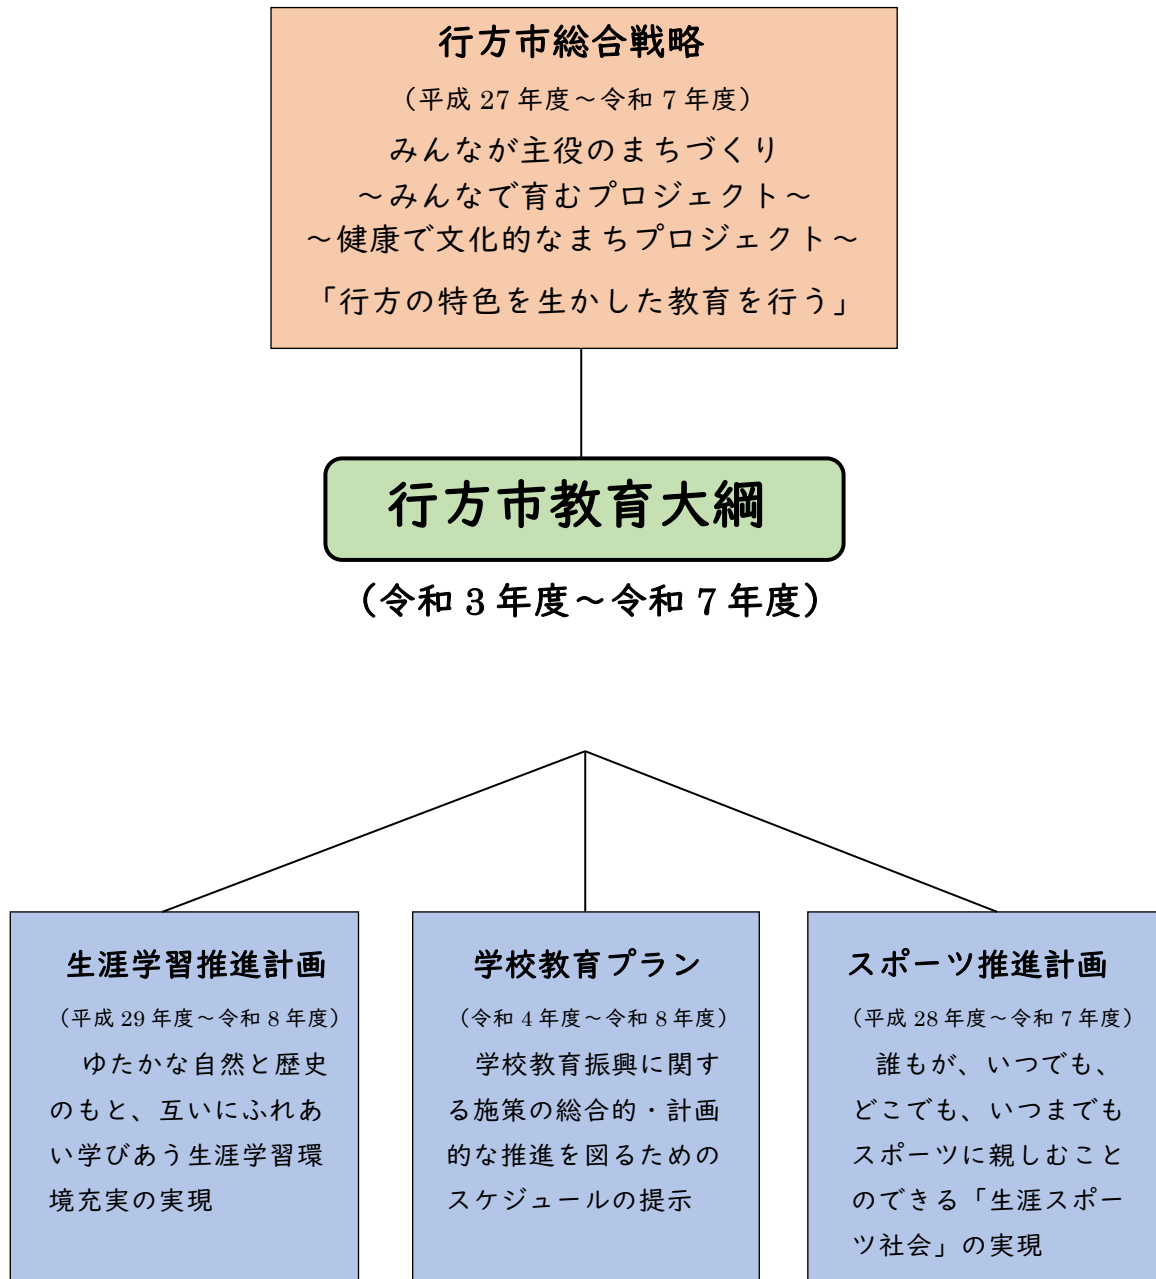 行方市総合戦略
（平成 27 年度～令和 7 年度）
みんなが主役のまちづくり
～みんなで育むプロジェクト～
～健康で文化的なまちプロジェクト～
「行方の特色を生かした教育を行う」
行方市教育大綱
（令和 3 年度～令和 7 年度）
生涯学習推進計画
（平成 29 年度～令和 8 年度）
ゆたかな自然と歴史
のもと、互いにふれあ
い学びあう生涯学習環
境充実の実現
学校教育プラン
（令和 4 年度～令和 8 年度）
学校教育振興に関す
る施策の総合的・計画
的な推進を図るための
スケジュールの提示
スポーツ推進計画
（平成 28 年度～令和 7 年度）
誰もが、いつでも、
どこでも、いつまでも
スポーツに親しむこと
のできる「生涯スポー
ツ社会」の実現